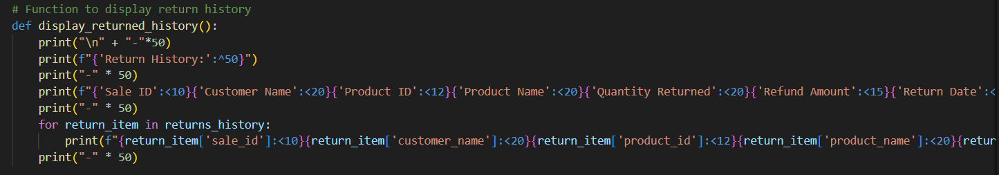 # Function to display return history
def display_returned_history():
    print("\n" + "-"*50)
    print(f"{'Return History:':^50}")
    print("-" * 50)
    print(f"{'Sale ID':<10}{'Customer Name':<20}{'Product ID':<12}{'Product Name':<20}{'Quantity Returned':<20}{'Refund Amount':<15}{'Return Date':<
    print("-" * 50)
    for return_item in returns_history:
        print(f"{return_item['sale_id']:<10}{return_item['customer_name']:<20}{return_item['product_id']:<12}{return_item['product_name']:<20}{retur
    print("-" * 50)